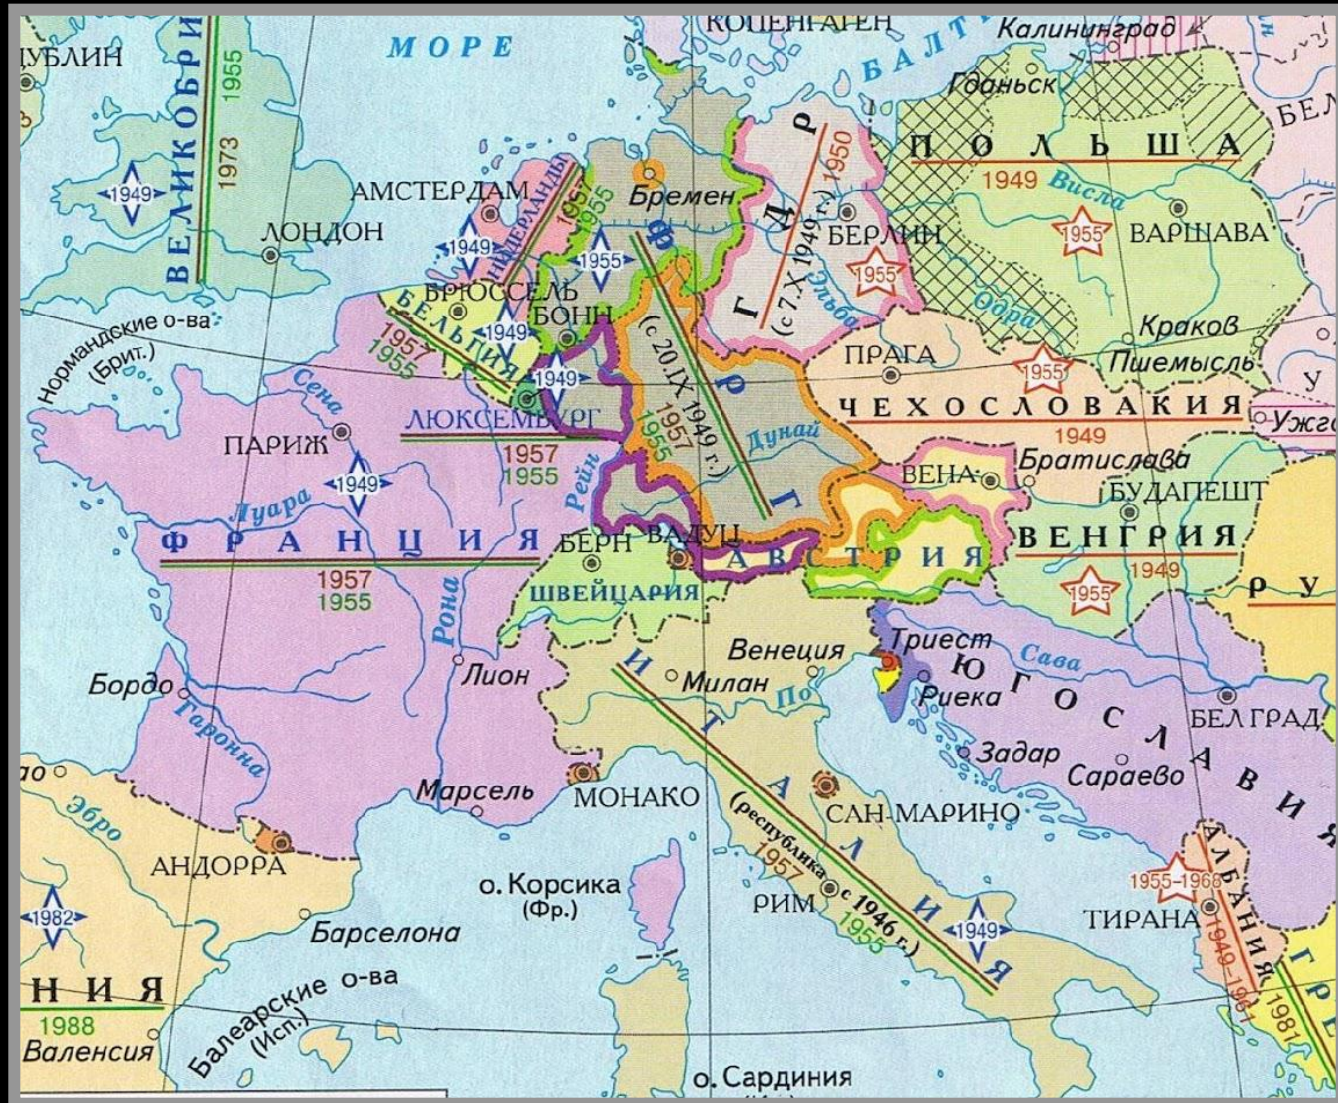 МОРЕ
КОПЕНГАГЕН
БАЛТ
Калининград
ДУБЛИН
ВЕЛИКОБРИ
1955
1973
1949
ЛОНДОН
АМСТЕРДАМ
НИДЕРЛАНДЫ
1957
1955
1949
Бремен
1955
ГДР
(с 7.X 1949 г.)
1950
БЕРЛИН
1955
Эльба
Гданьск
ПОЛЬША
1949
Висла
1955
ВАРШАВА
Одра
Краков
Пшемысль
БЕЛ
Нормандские о-ва
(Брит.)
БРЮССЕЛЬ
БЕЛЬГИЯ
1957
1955
1949
БОНН
1949
ФРГ
(с 20.IX 1949 г.)
1957
1955
Дунай
ПРАГА
1955
ЧЕХОСЛОВАКИЯ
1949
У
Ужго
Сена
ПАРИЖ
ЛЮКСЕМБУРГ
1957
1955
1949
Рейн
Луара
ФРАНЦИЯ
1957
1955
ВЕНА
Братислава
БУДАПЕШТ
ВЕНГРИЯ
1949
1955
РУ
БЕРН
ВАДУЦ
АВСТРИЯ
ШВЕЙЦАРИЯ
Рона
Лион
Бордо
Гаронна
Венеция
Милан
По
Триест
Риека
Сава
ЮГОСЛАВИЯ
БЕЛГРАД
Задар
Сараево
ИТАЛИЯ
(республика с 1946 г.)
1957
1955
1949
РИМ
САН-МАРИНО
МОНАКО
Марсель
АНДОРРА
Эбро
ао
1982
НИЯ
1988
Валенсия
Барселона
Балеарские о-ва
(Исп.)
о. Корсика
(Фр.)
о. Сардиния
АЛБАНИЯ
1955-1968
ТИРАНА
1949-1961
ГРЕ
1981